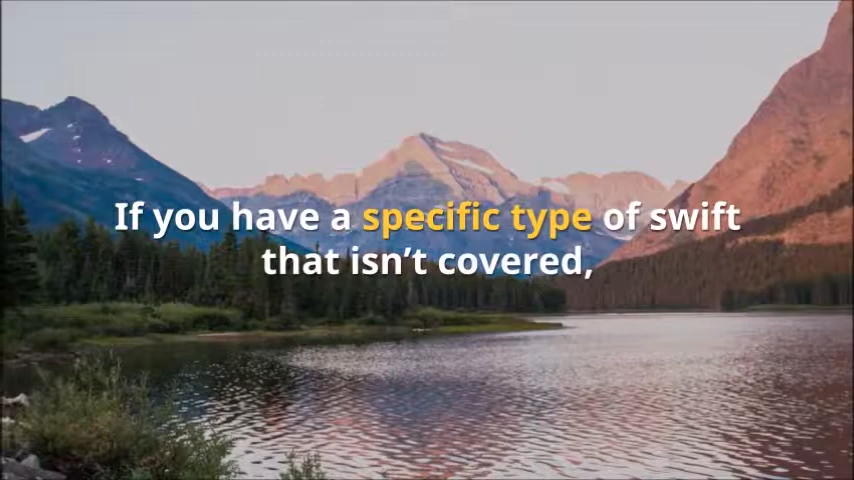 If you have a specific type of swift
that isn’t covered,